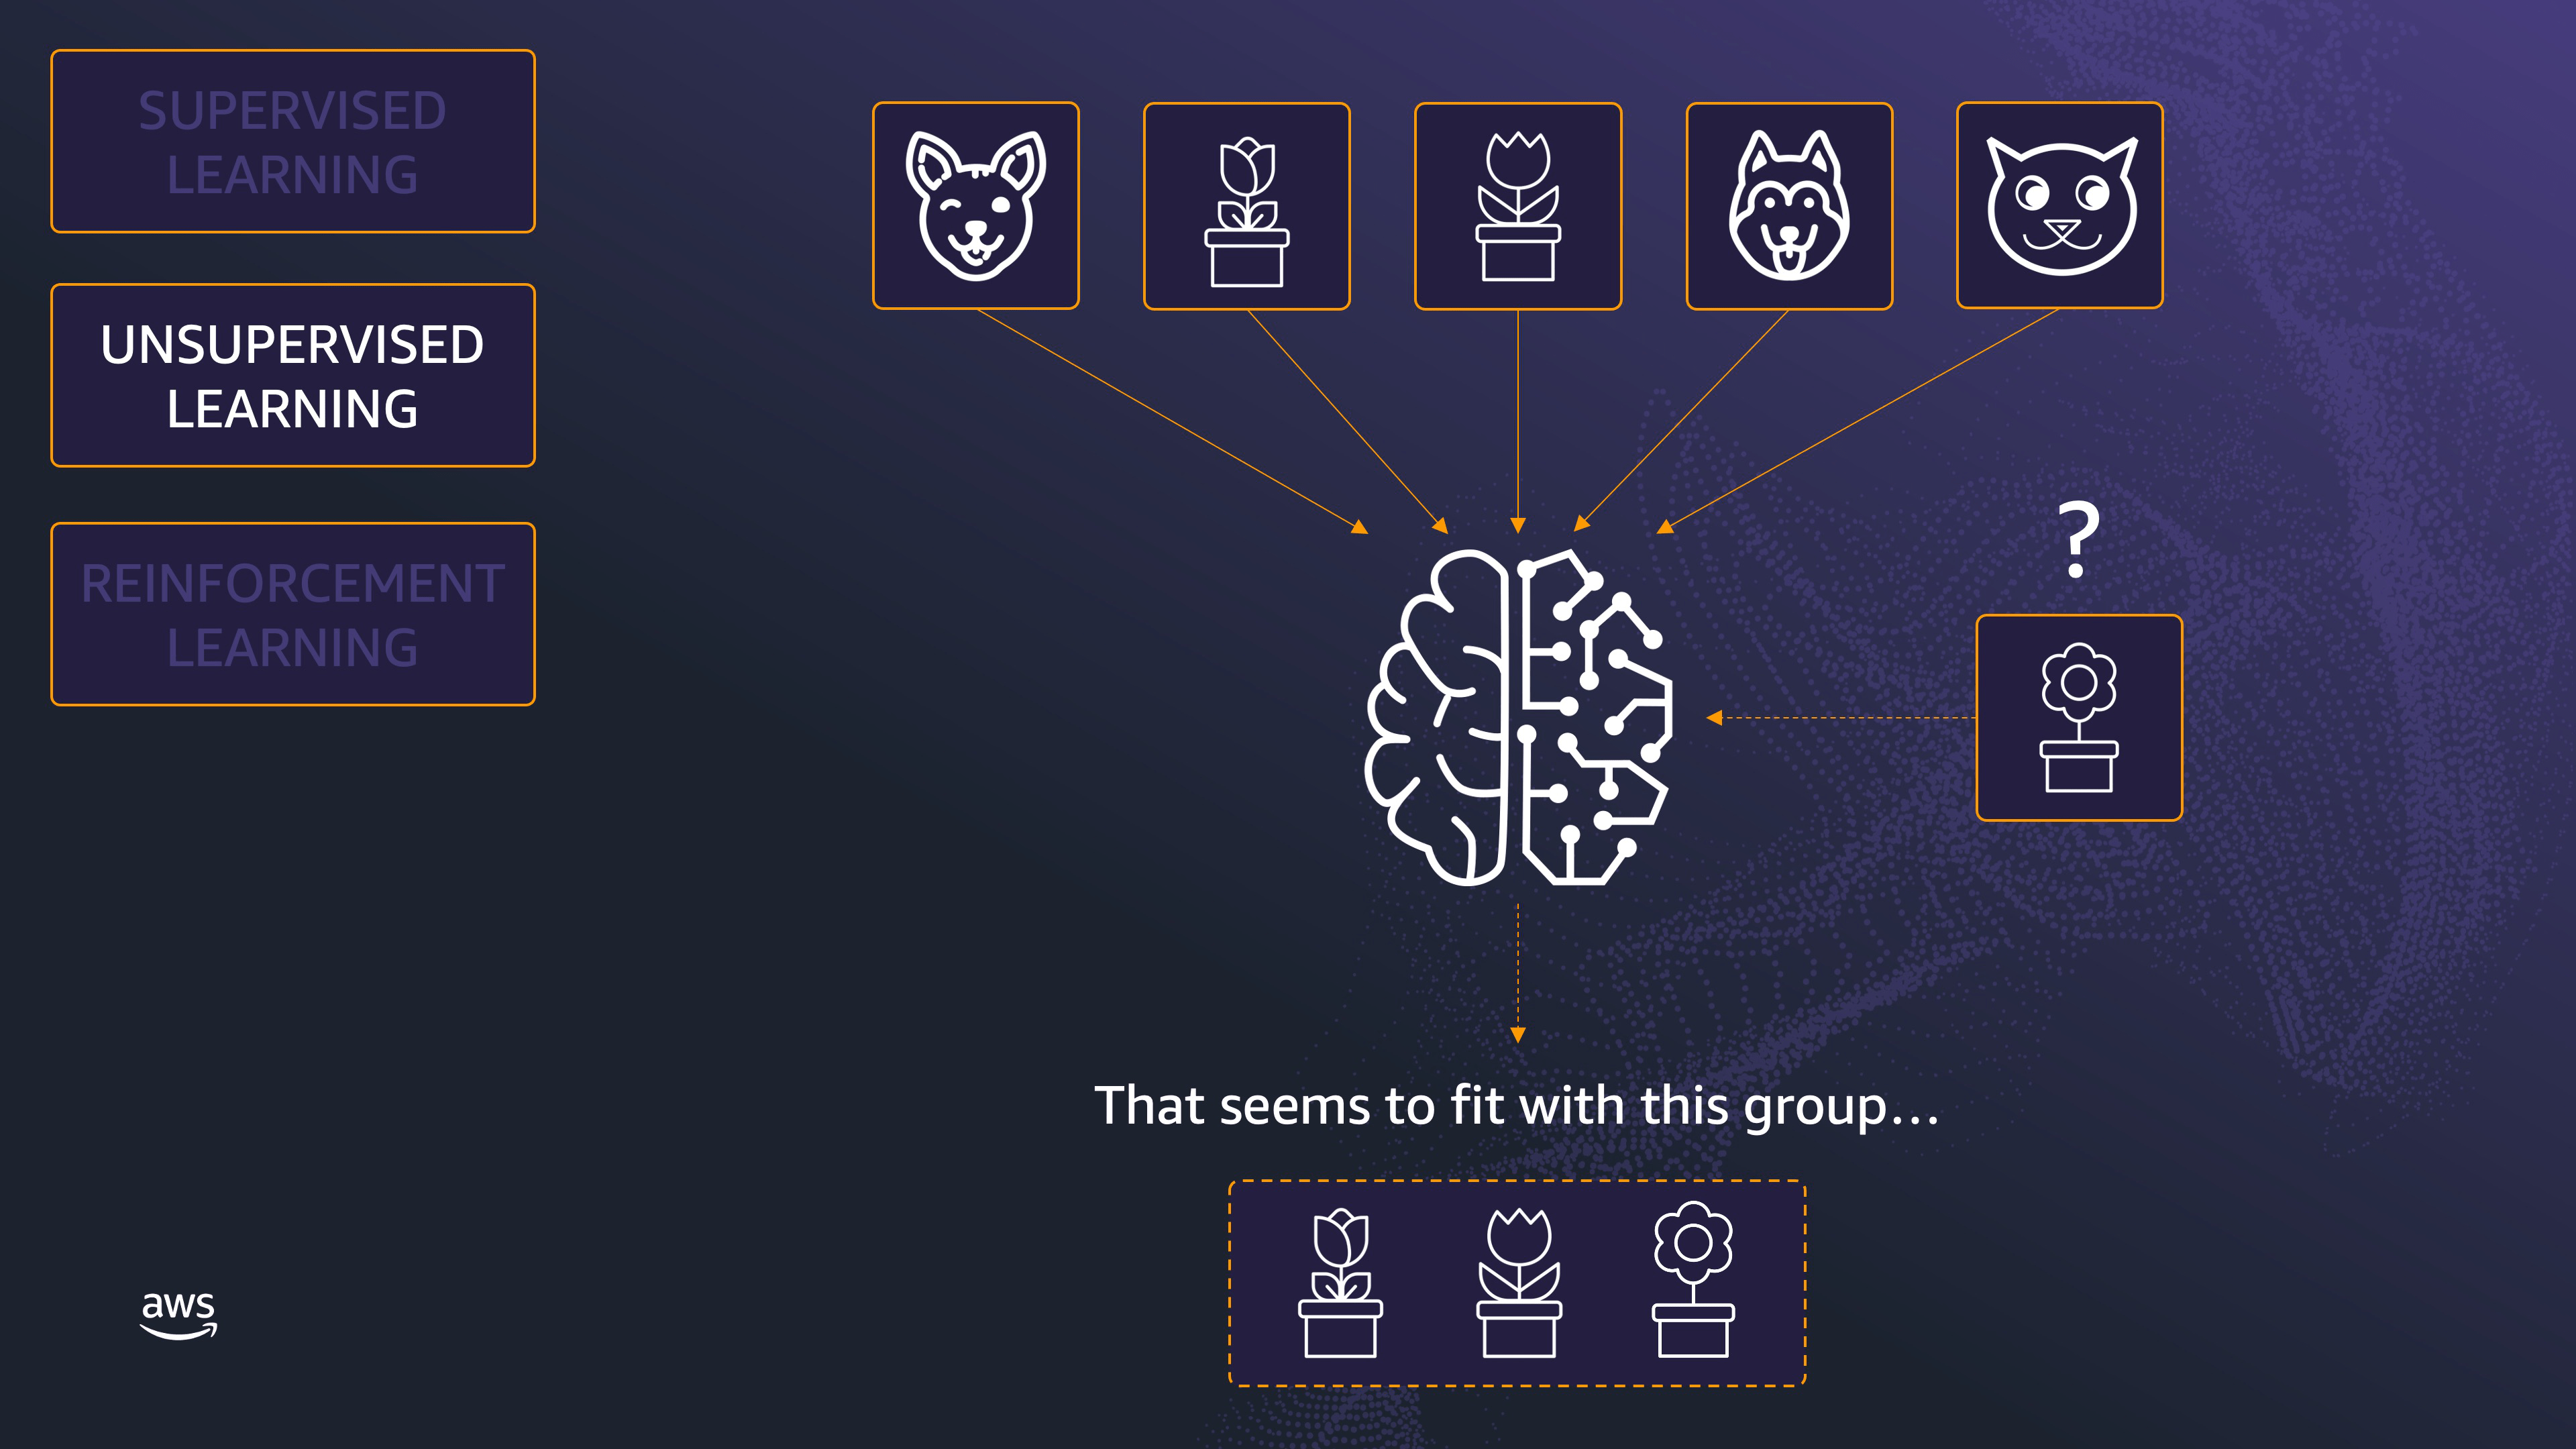 SUPERVISED
LEARNING
UNSUPERVISED
LEARNING
REINFORCEMENT
LEARNING
?
That seems to fit with this group...
aws